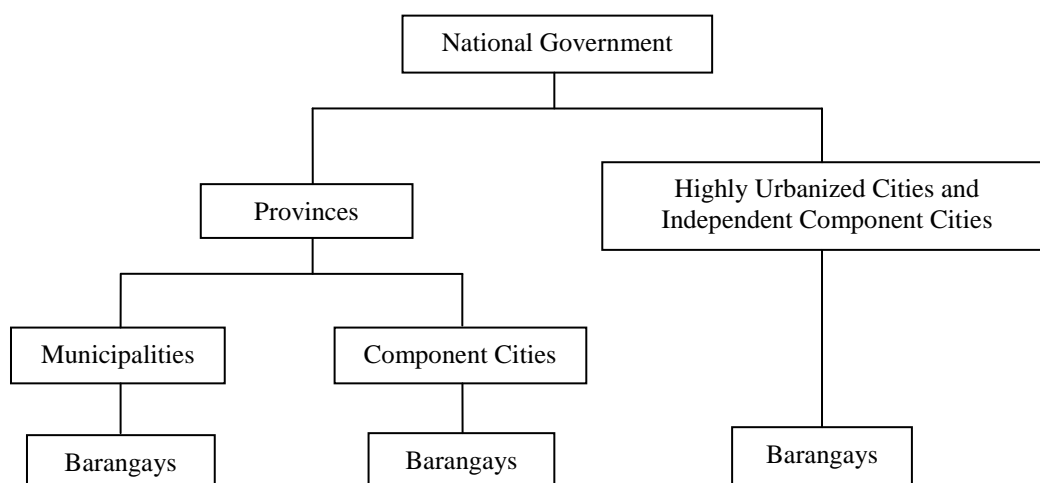 National Government
Provinces
Highly Urbanized Cities and
Independent Component Cities
Municipalities
Component Cities
Barangays
Barangays
Barangays